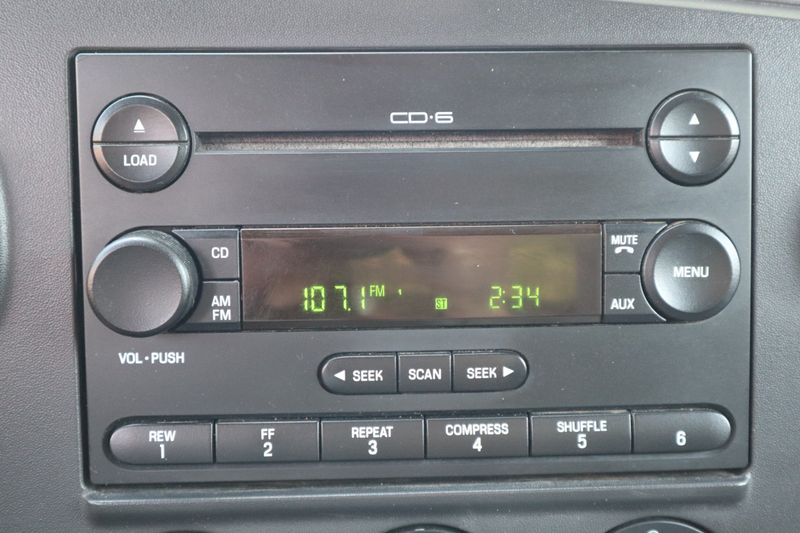 CD·6
LOAD
CD
MUTE
MENU
AM
FM
107.1 FM ST 2:34
AUX
VOL • PUSH
◀ SEEK SCAN SEEK ▶
REW FF REPEAT COMPRESS SHUFFLE
1 2 3 4 5 6